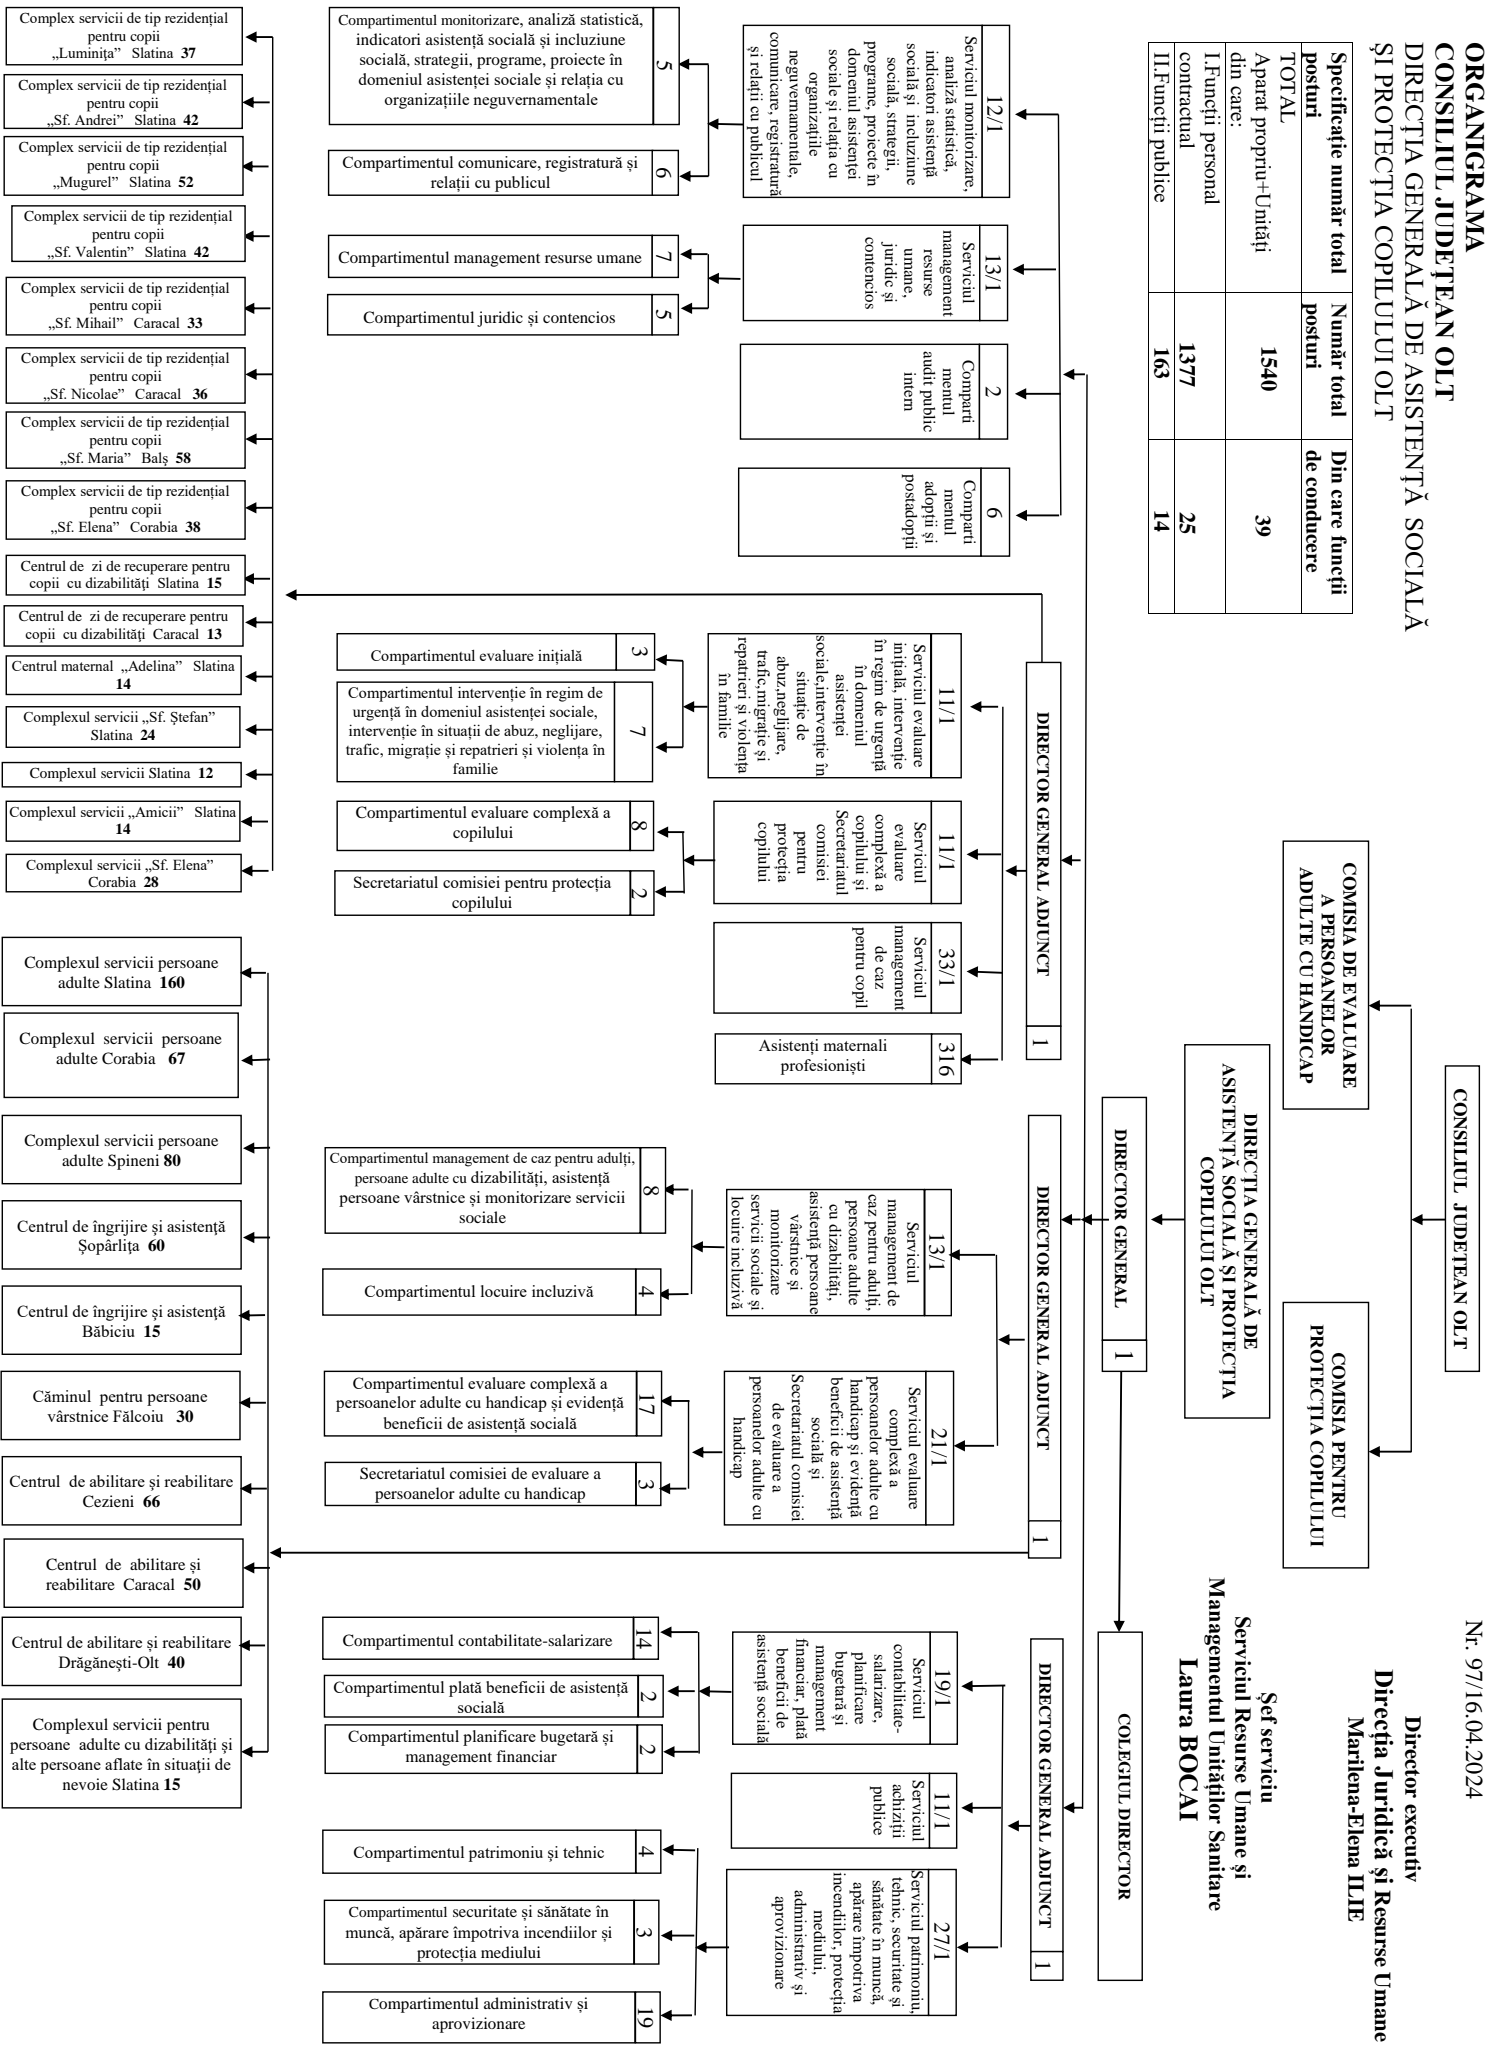 ORGANIGRAMA
CONSILIUL JUDEȚEAN OLT
DIRECȚIA GENERALĂ DE ASISTENȚĂ SOCIALĂ
ȘI PROTECȚIA COPILULUI OLT
Nr. 97/16.04.2024
Director executiv
Direcția Juridică și Resurse Umane
Marilena-Elena ILIE
Șef serviciu
Serviciul Resurse Umane și
Managementul Unităților Sanitare
Laura BOCAI
Specificație număr total
posturi
Număr total
posturi
Din care funcții
de conducere
TOTAL
Aparat propriu+Unități
din care:
1540
39
I.Funcții personal
contractual
1377
25
II.Funcții publice
163
14
CONSILIUL JUDEȚEAN OLT
COMISIA DE EVALUARE
A PERSOANELOR
ADULTE CU HANDICAP
COMISIA PENTRU
PROTECȚIA COPILULUI
DIRECȚIA GENERALĂ DE
ASISTENȚĂ SOCIALĂ ȘI PROTECȚIA
COPILULUI OLT
DIRECTOR GENERAL
1
COLEGIUL DIRECTOR
12/1
Serviciul monitorizare,
analiză statistică,
indicatori asistență
socială și incluziune
socială, strategii,
programe, proiecte în
domeniul asistenței
sociale și relația cu
organizațiile
neguvernamentale,
comunicare, registratură
și relații cu publicul
13/1
Serviciul
management
resurse
umane,
juridic și
contencios
2
Comparti
mentul
audit public
intern
6
Comparti
mentul
adopții și
postadopții
5
Compartimentul monitorizare, analiză statistică,
indicatori asistență socială și incluziune
socială, strategii, programe, proiecte în
domeniul asistenței sociale și relația cu
organizațiile neguvernamentale
6
Compartimentul comunicare, registratură și
relații cu publicul
7
Compartimentul management resurse umane
5
Compartimentul juridic și contencios
DIRECTOR GENERAL ADJUNCT
1
11/1
Serviciul evaluare
inițială, intervenție
în regim de urgență
în domeniul
asistenței
sociale,intervenție în
situație de
abuz,neglijare,
trafic,migrație și
repatrieri și violența
în familie
11/1
Serviciul
evaluare
complexă a
copilului și
Secretariatul
comisiei
pentru
protecția
copilului
33/1
Serviciul
management
de caz
pentru copil
316
Asistenți maternali
profesioniști
3
Compartimentul evaluare inițială
7
Compartimentul intervenție în regim de
urgență în domeniul asistenței sociale,
intervenție în situații de abuz, neglijare,
trafic, migrație și repatrieri și violența în
familie
8
Compartimentul evaluare complexă a
copilului
2
Secretariatul comisiei pentru protecția
copilului
DIRECTOR GENERAL ADJUNCT
1
13/1
Serviciul
management de
caz pentru adulți,
persoane adulte
cu dizabilități,
asistență persoane
vârstnice și
monitorizare
servicii sociale și
locuire incluzivă
21/1
Serviciul evaluare
complexă a
persoanelor adulte cu
handicap și evidență
beneficii de asistență
socială și
Secretariatul comisiei
de evaluare a
persoanelor adulte cu
handicap
8
Compartimentul management de caz pentru adulți,
persoane adulte cu dizabilități, asistență
persoane vârstnice și monitorizare servicii
sociale
4
Compartimentul locuire incluzivă
17
Compartimentul evaluare complexă a
persoanelor adulte cu handicap și evidență
beneficii de asistență socială
3
Secretariatul comisiei de evaluare a
persoanelor adulte cu handicap
DIRECTOR GENERAL ADJUNCT
1
19/1
Serviciul
contabilitate-
salarizare,
planificare
bugetară și
management
financiar, plată
beneficii de
asistență socială
11/1
Serviciul
achiziții
publice
27/1
Serviciul patrimoniu,
tehnic, securitate și
sănătate în muncă,
apărare împotriva
incendiilor, protecția
mediului,
administrativ și
aprovizionare
14
Compartimentul contabilitate-salarizare
2
Compartimentul plată beneficii de asistență
socială
2
Compartimentul planificare bugetară și
management financiar
4
Compartimentul patrimoniu și tehnic
3
Compartimentul securitate și sănătate în
muncă, apărare împotriva incendiilor și
protecția mediului
19
Compartimentul administrativ și
aprovizionare
Complex servicii de tip rezidențial
pentru copii
„Luminița” Slatina 37
Complex servicii de tip rezidențial
pentru copii
„Sf. Andrei” Slatina 42
Complex servicii de tip rezidențial
pentru copii
„Mugurel” Slatina 52
Complex servicii de tip rezidențial
pentru copii
„Sf. Valentin” Slatina 42
Complex servicii de tip rezidențial
pentru copii
„Sf. Mihail” Caracal 33
Complex servicii de tip rezidențial
pentru copii
„Sf. Nicolae” Caracal 36
Complex servicii de tip rezidențial
pentru copii
„Sf. Maria” Balș 58
Complex servicii de tip rezidențial
pentru copii
„Sf. Elena” Corabia 38
Centrul de zi de recuperare pentru
copii cu dizabilități Slatina 15
Centrul de zi de recuperare pentru
copii cu dizabilități Caracal 13
Centrul maternal „Adelina” Slatina
14
Complexul servicii „Sf. Ștefan”
Slatina 24
Complexul servicii Slatina 12
Complexul servicii „Amicii” Slatina
14
Complexul servicii „Sf. Elena”
Corabia 28
Complexul servicii persoane
adulte Slatina 160
Complexul servicii persoane
adulte Corabia 67
Complexul servicii persoane
adulte Spineni 80
Centrul de îngrijire și asistență
Șopârlița 60
Centrul de îngrijire și asistență
Băbiciu 15
Căminul pentru persoane
vârstnice Fălcoiu 30
Centrul de abilitare și reabilitare
Cezieni 66
Centrul de abilitare și
reabilitare Caracal 50
Centrul de abilitare și reabilitare
Drăgănești-Olt 40
Complexul servicii pentru
persoane adulte cu dizabilități și
alte persoane aflate în situații de
nevoie Slatina 15